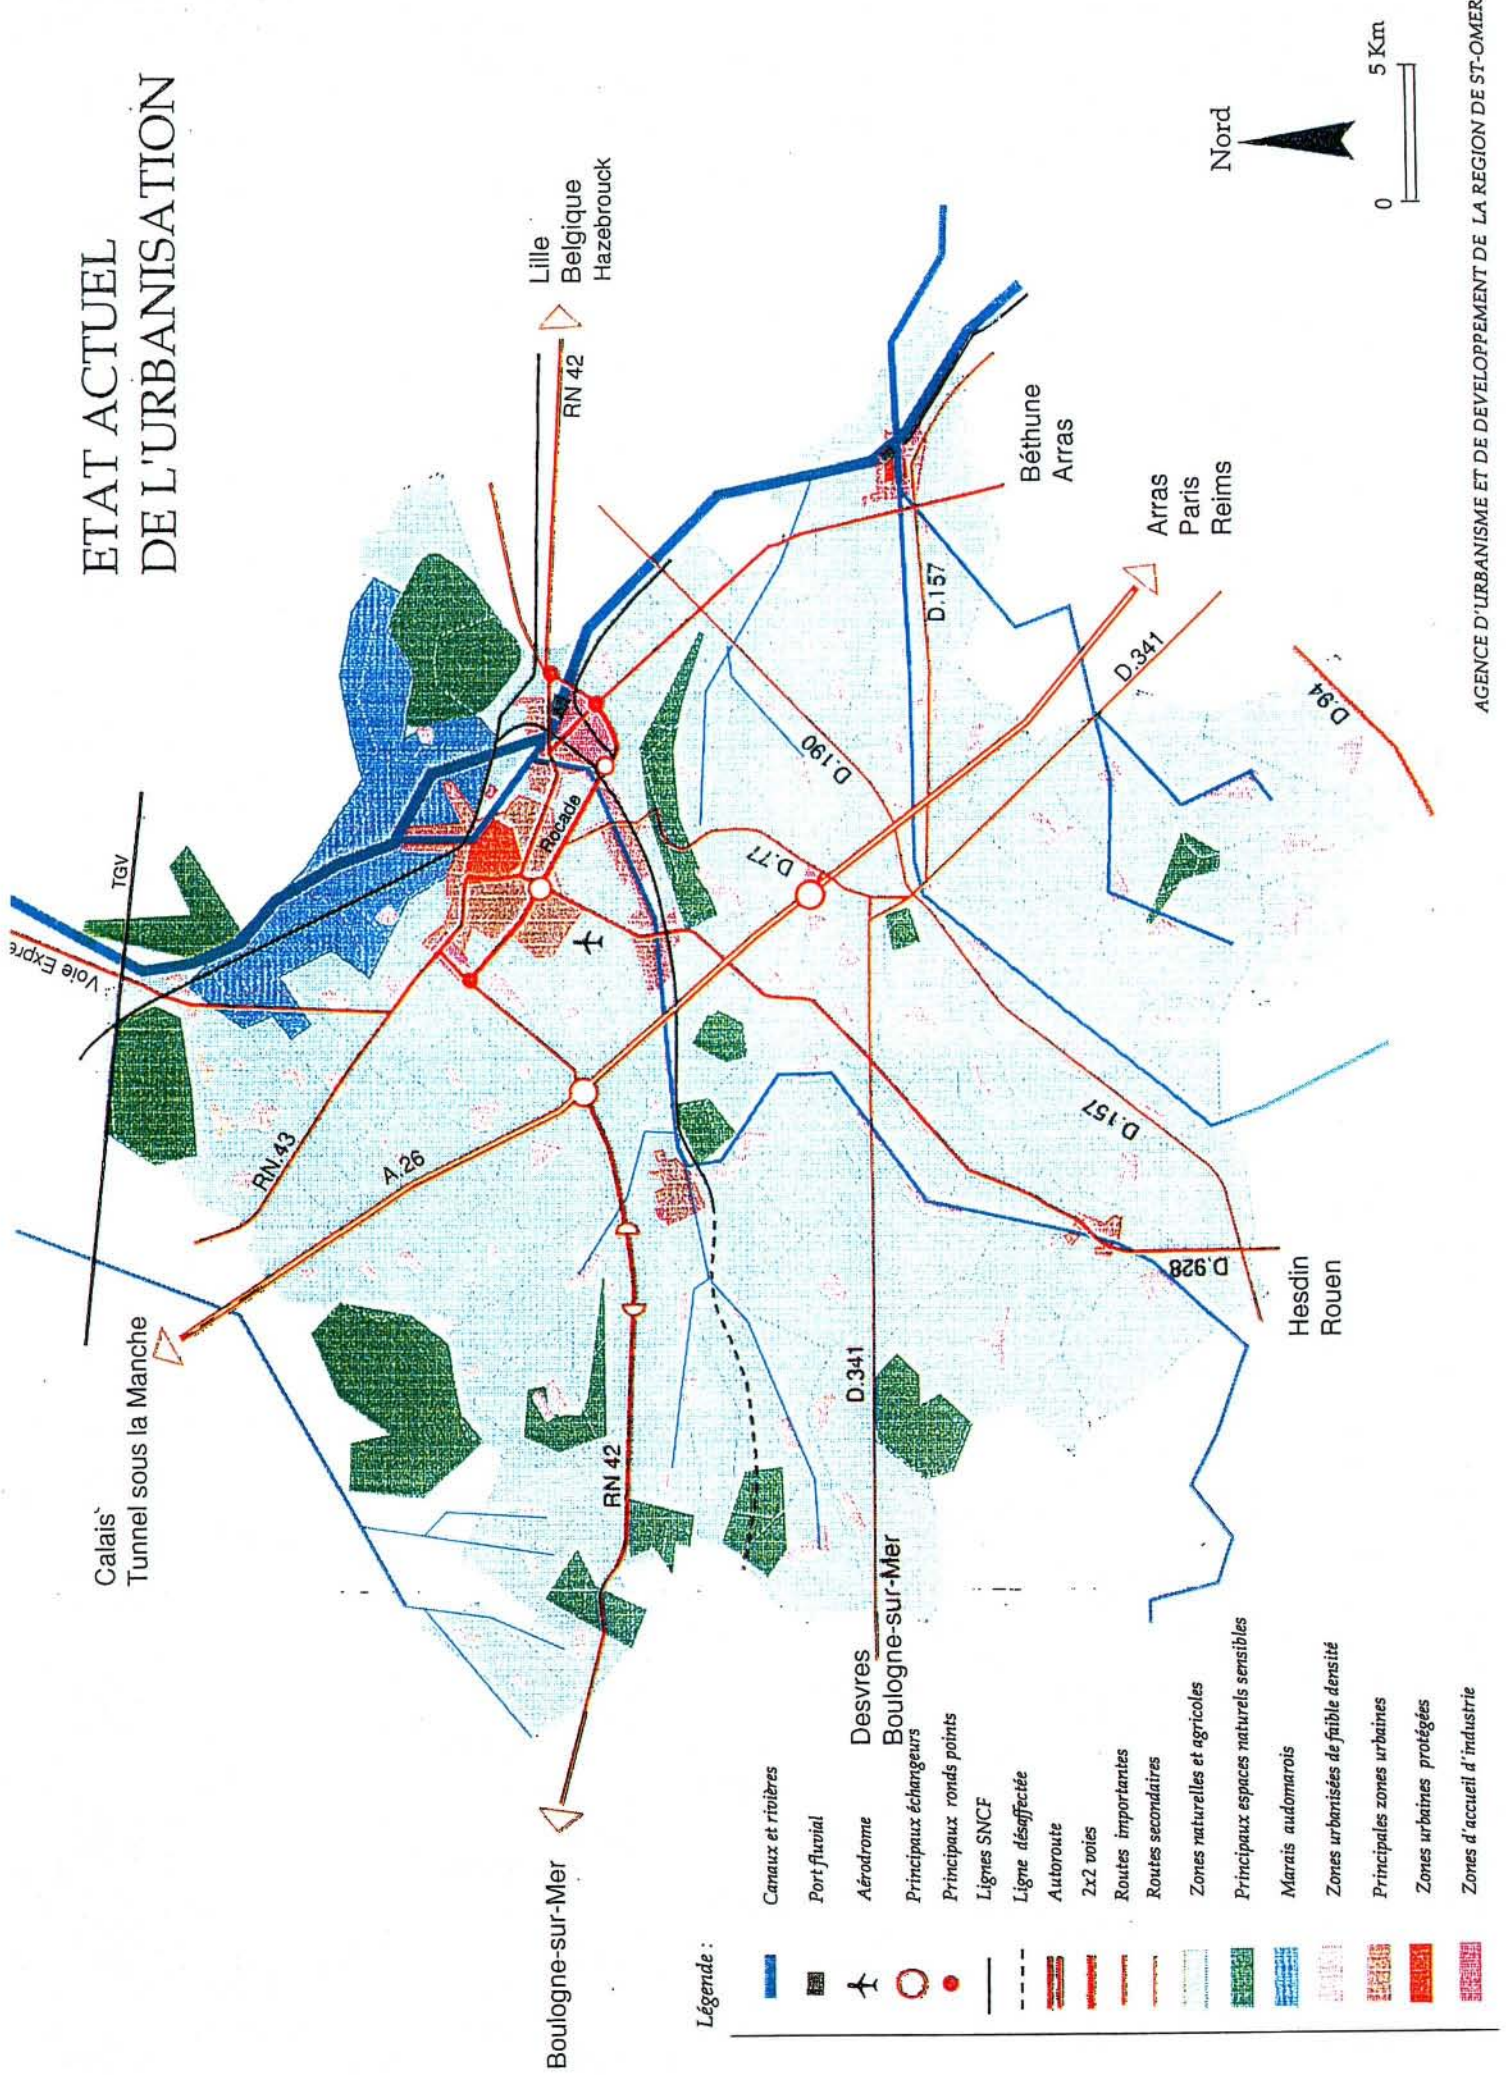 ETAT ACTUEL
DE L'URBANISATION
Calais
Tunnel sous la Manche
TGV
Voie Expre
RN.43
A.26
Boulogne-sur-Mer
RN 42
Rocade
RN 42
Lille
Belgique
Hazebrouck
Desvres
Boulogne-sur-Mer
D.341
D.77
D.190
D.157
D.157
D.928
Hesdin
Rouen
D.341
D.94
Béthune
Arras
Arras
Paris
Reims
Nord
0
5 Km
Légende :
Canaux et rivières
Port fluvial
Aérodrome
Principaux échangeurs
Principaux ronds points
Lignes SNCF
Ligne désaffectée
Autoroute
2x2 voies
Routes importantes
Routes secondaires
Zones naturelles et agricoles
Principaux espaces naturels sensibles
Marais audomarois
Zones urbanisées de faible densité
Principales zones urbaines
Zones urbaines protégées
Zones d'accueil d'industrie
AGENCE D'URBANISME ET DE DEVELOPPEMENT DE LA REGION DE ST-OMER